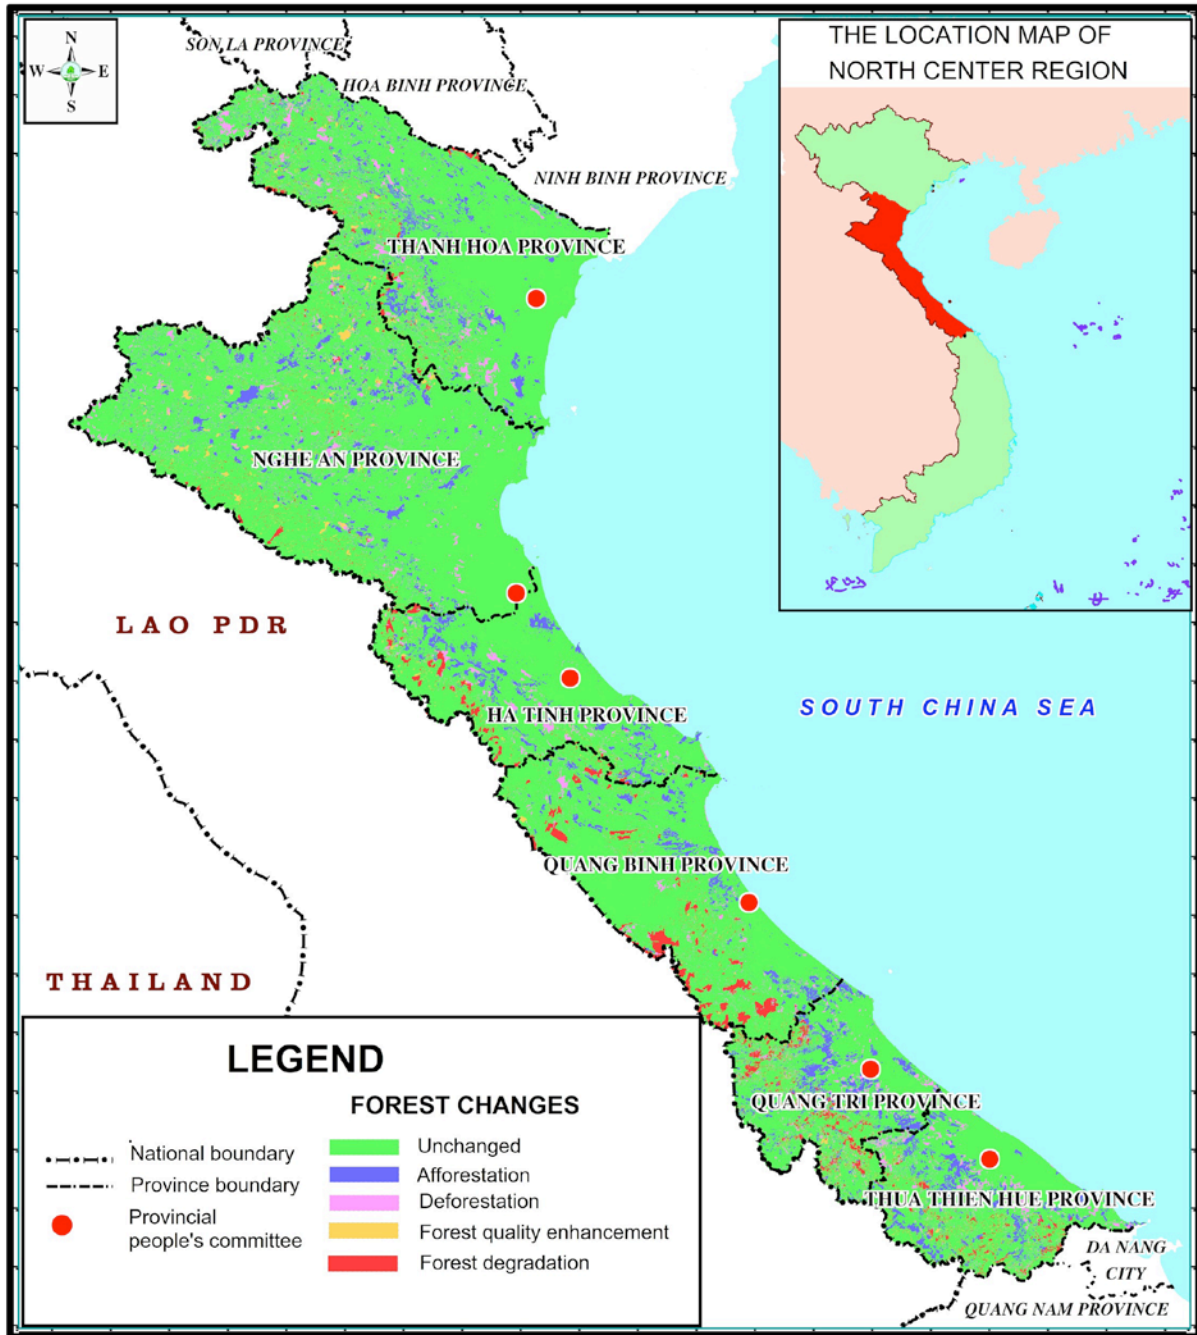 N
W E
S
SON LA PROVINCE
HOA BINH PROVINCE
NINH BINH PROVINCE
THE LOCATION MAP OF
NORTH CENTER REGION
THANH HOA PROVINCE
NGHE AN PROVINCE
LAO PDR
HA TINH PROVINCE
SOUTH CHINA SEA
QUANG BINH PROVINCE
THAILAND
QUANG TRI PROVINCE
THUA THIEN HUE PROVINCE
DA NANG
CITY
QUANG NAM PROVINCE
LEGEND
FOREST CHANGES
National boundary
Province boundary
Provincial
people's committee
Unchanged
Afforestation
Deforestation
Forest quality enhancement
Forest degradation